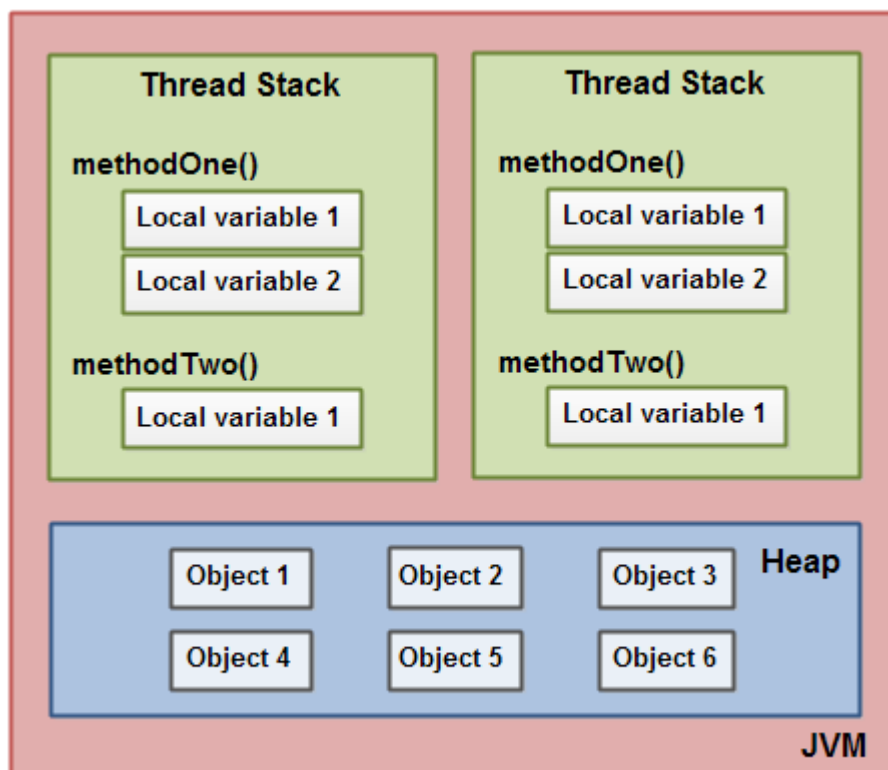 Thread Stack
methodOne()
Local variable 1
Local variable 2
methodTwo()
Local variable 1
Thread Stack
methodOne()
Local variable 1
Local variable 2
methodTwo()
Local variable 1
Heap
Object 1
Object 2
Object 3
Object 4
Object 5
Object 6
JVM